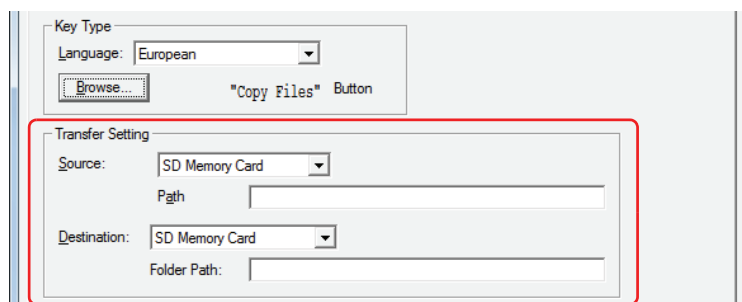 Key Type
Language: European
Browse... "Copy Files" Button
Transfer Setting
Source: SD Memory Card
Path
Destination: SD Memory Card
Folder Path: